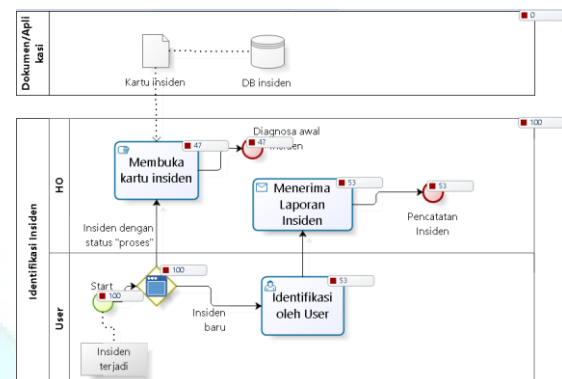 Dokumen/Apli
kasi
0
Kartu insiden
DB insiden
100
Identifikasi Insiden
HO
User
47
Membuka
kartu insiden
Diagnosa awal
47
Insiden
53
Menerima
Laporan
Insiden
53
Pencatatan
Insiden
Insiden dengan
status "proses"
100
Start
100
Insiden
baru
53
Identifikasi
oleh User
Insiden
terjadi